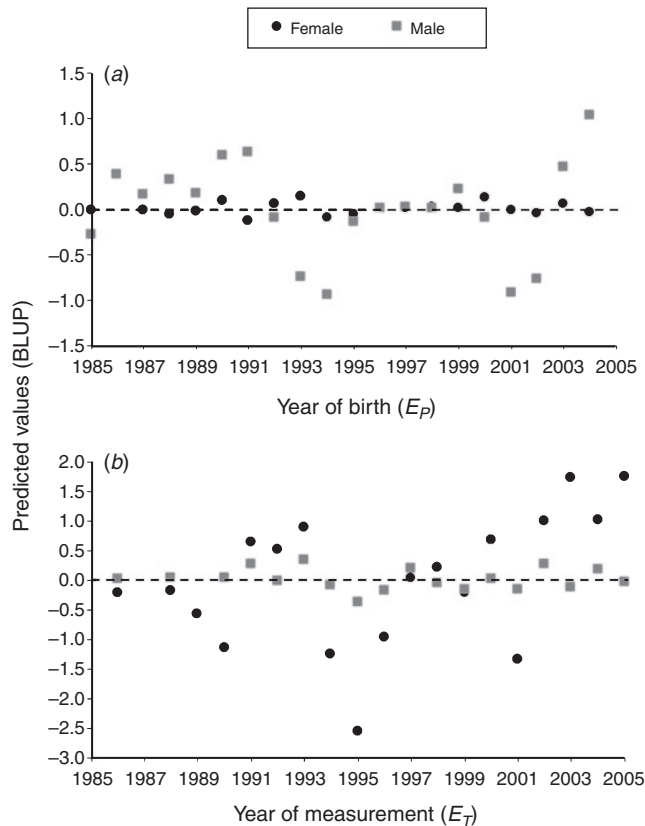 Female Male
(a)
1.5
1.0
0.5
0.0
−0.5
−1.0
−1.5
1985 1987 1989 1991 1993 1995 1997 1999 2001 2003 2005
Year of birth (E_P)
Predicted values (BLUP)
(b)
2.0
1.5
1.0
0.5
0.0
−0.5
−1.0
−1.5
−2.0
−2.5
−3.0
1985 1987 1989 1991 1993 1995 1997 1999 2001 2003 2005
Year of measurement (E_T)